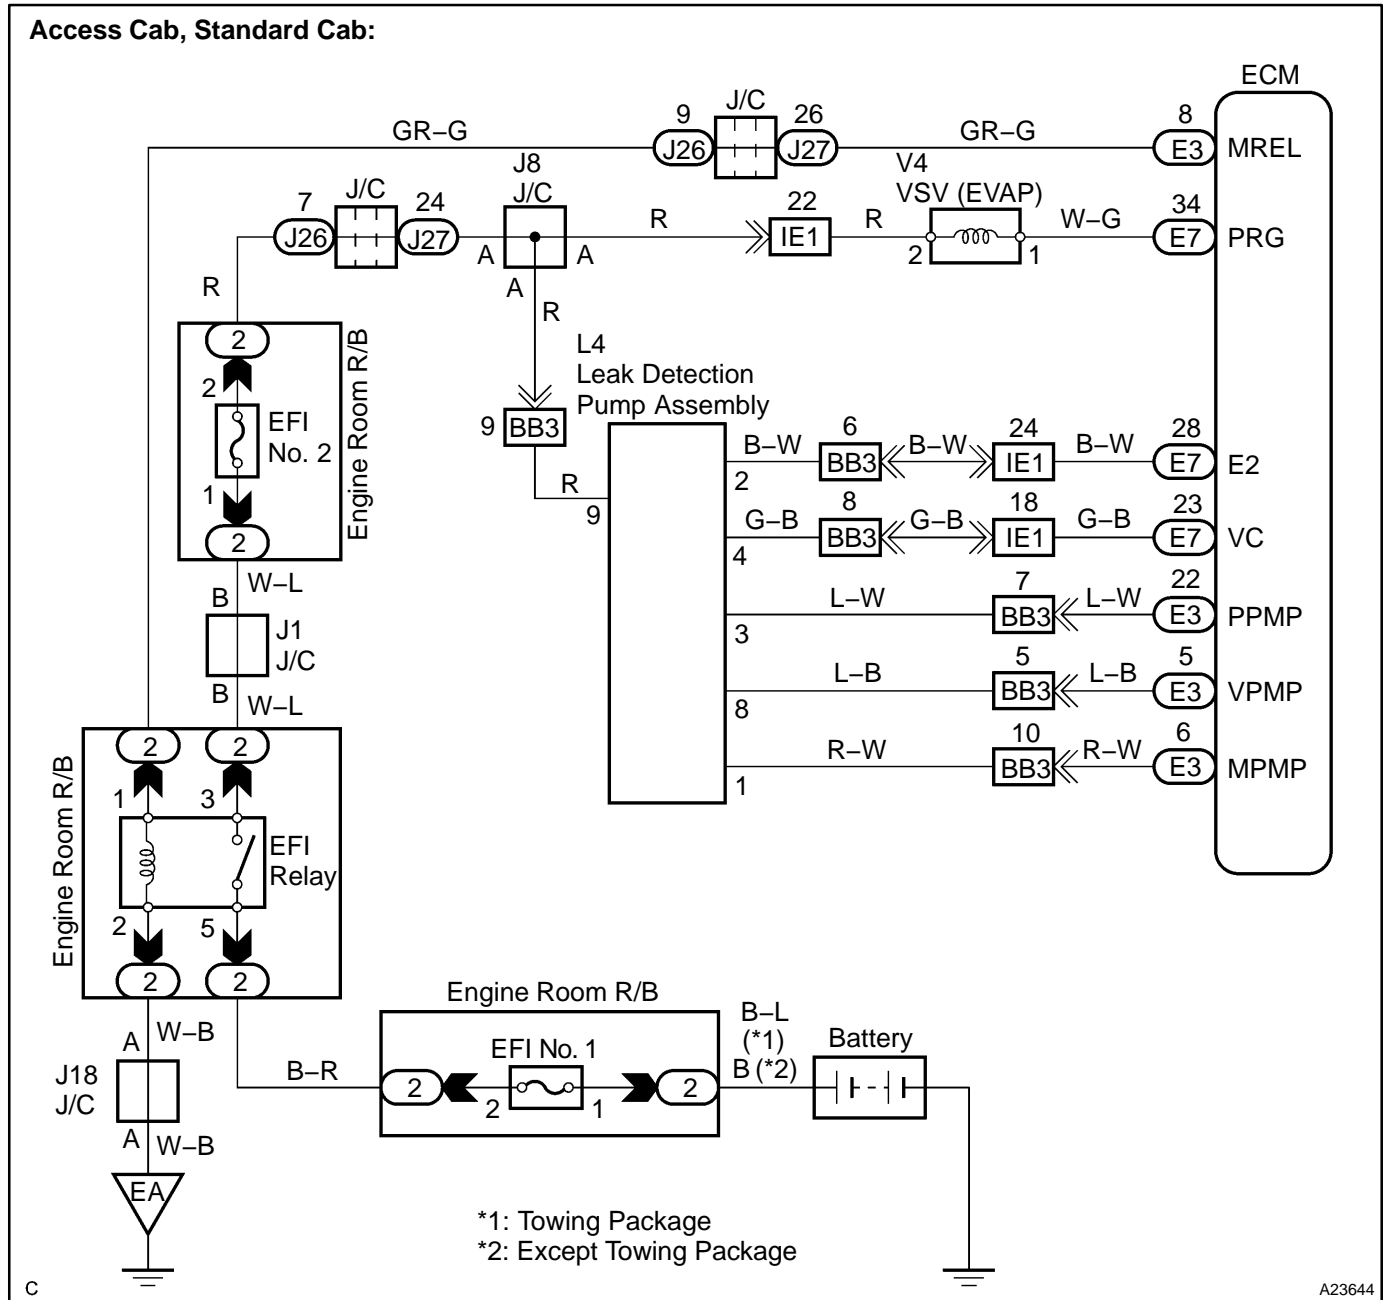 Access Cab, Standard Cab:
ECM
9 J/C 26 8
GR–G J26 J27 GR–G E3 MREL
J8
J/C
V4
VSV (EVAP)
7 J/C 24 22 34
J26 J27 A A R IE1 R 2 1 W–G E7 PRG
A
R
R
L4
Leak Detection
Pump Assembly
2
2
EFI
No. 2
1
2
Engine Room R/B
9 BB3
R
9
6 24 28
B–W BB3 B–W IE1 B–W E7 E2
2
8 18 23
G–B BB3 G–B IE1 G–B E7 VC
4
7 22
L–W BB3 L–W E3 PPMP
3
5 5
L–B BB3 L–B E3 VPMP
8
10 6
R–W BB3 R–W E3 MPMP
1
W–L
B
J1
J/C
B
W–L
2 2
1 3
EFI
Relay
2 5
2 2
Engine Room R/B
W–B
A
J18
J/C
A
W–B
EA
B–R
Engine Room R/B
EFI No. 1
2 2 1 2
B–L
(*1)
B (*2)
Battery
*1: Towing Package
*2: Except Towing Package
C
A23644